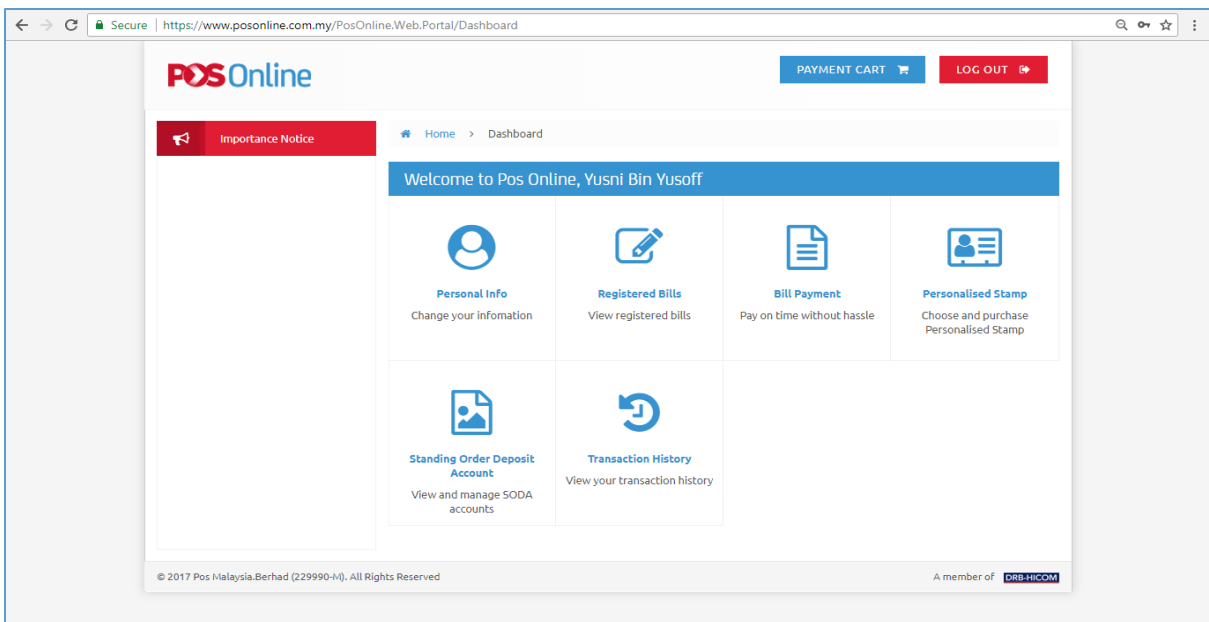 Secure | https://www.posonline.com.my/PosOnline.Web.Portal/Dashboard
POS Online
PAYMENT CART
LOG OUT
Importance Notice
Home > Dashboard
Welcome to Pos Online, Yusni Bin Yusoff
Personal Info
Change your infomation
Registered Bills
View registered bills
Bill Payment
Pay on time without hassle
Personalised Stamp
Choose and purchase
Personalised Stamp
Standing Order Deposit
Account
View and manage SODA
accounts
Transaction History
View your transaction history
© 2017 Pos Malaysia.Berhad (229990-M). All Rights Reserved
A member of DRB-HICOM